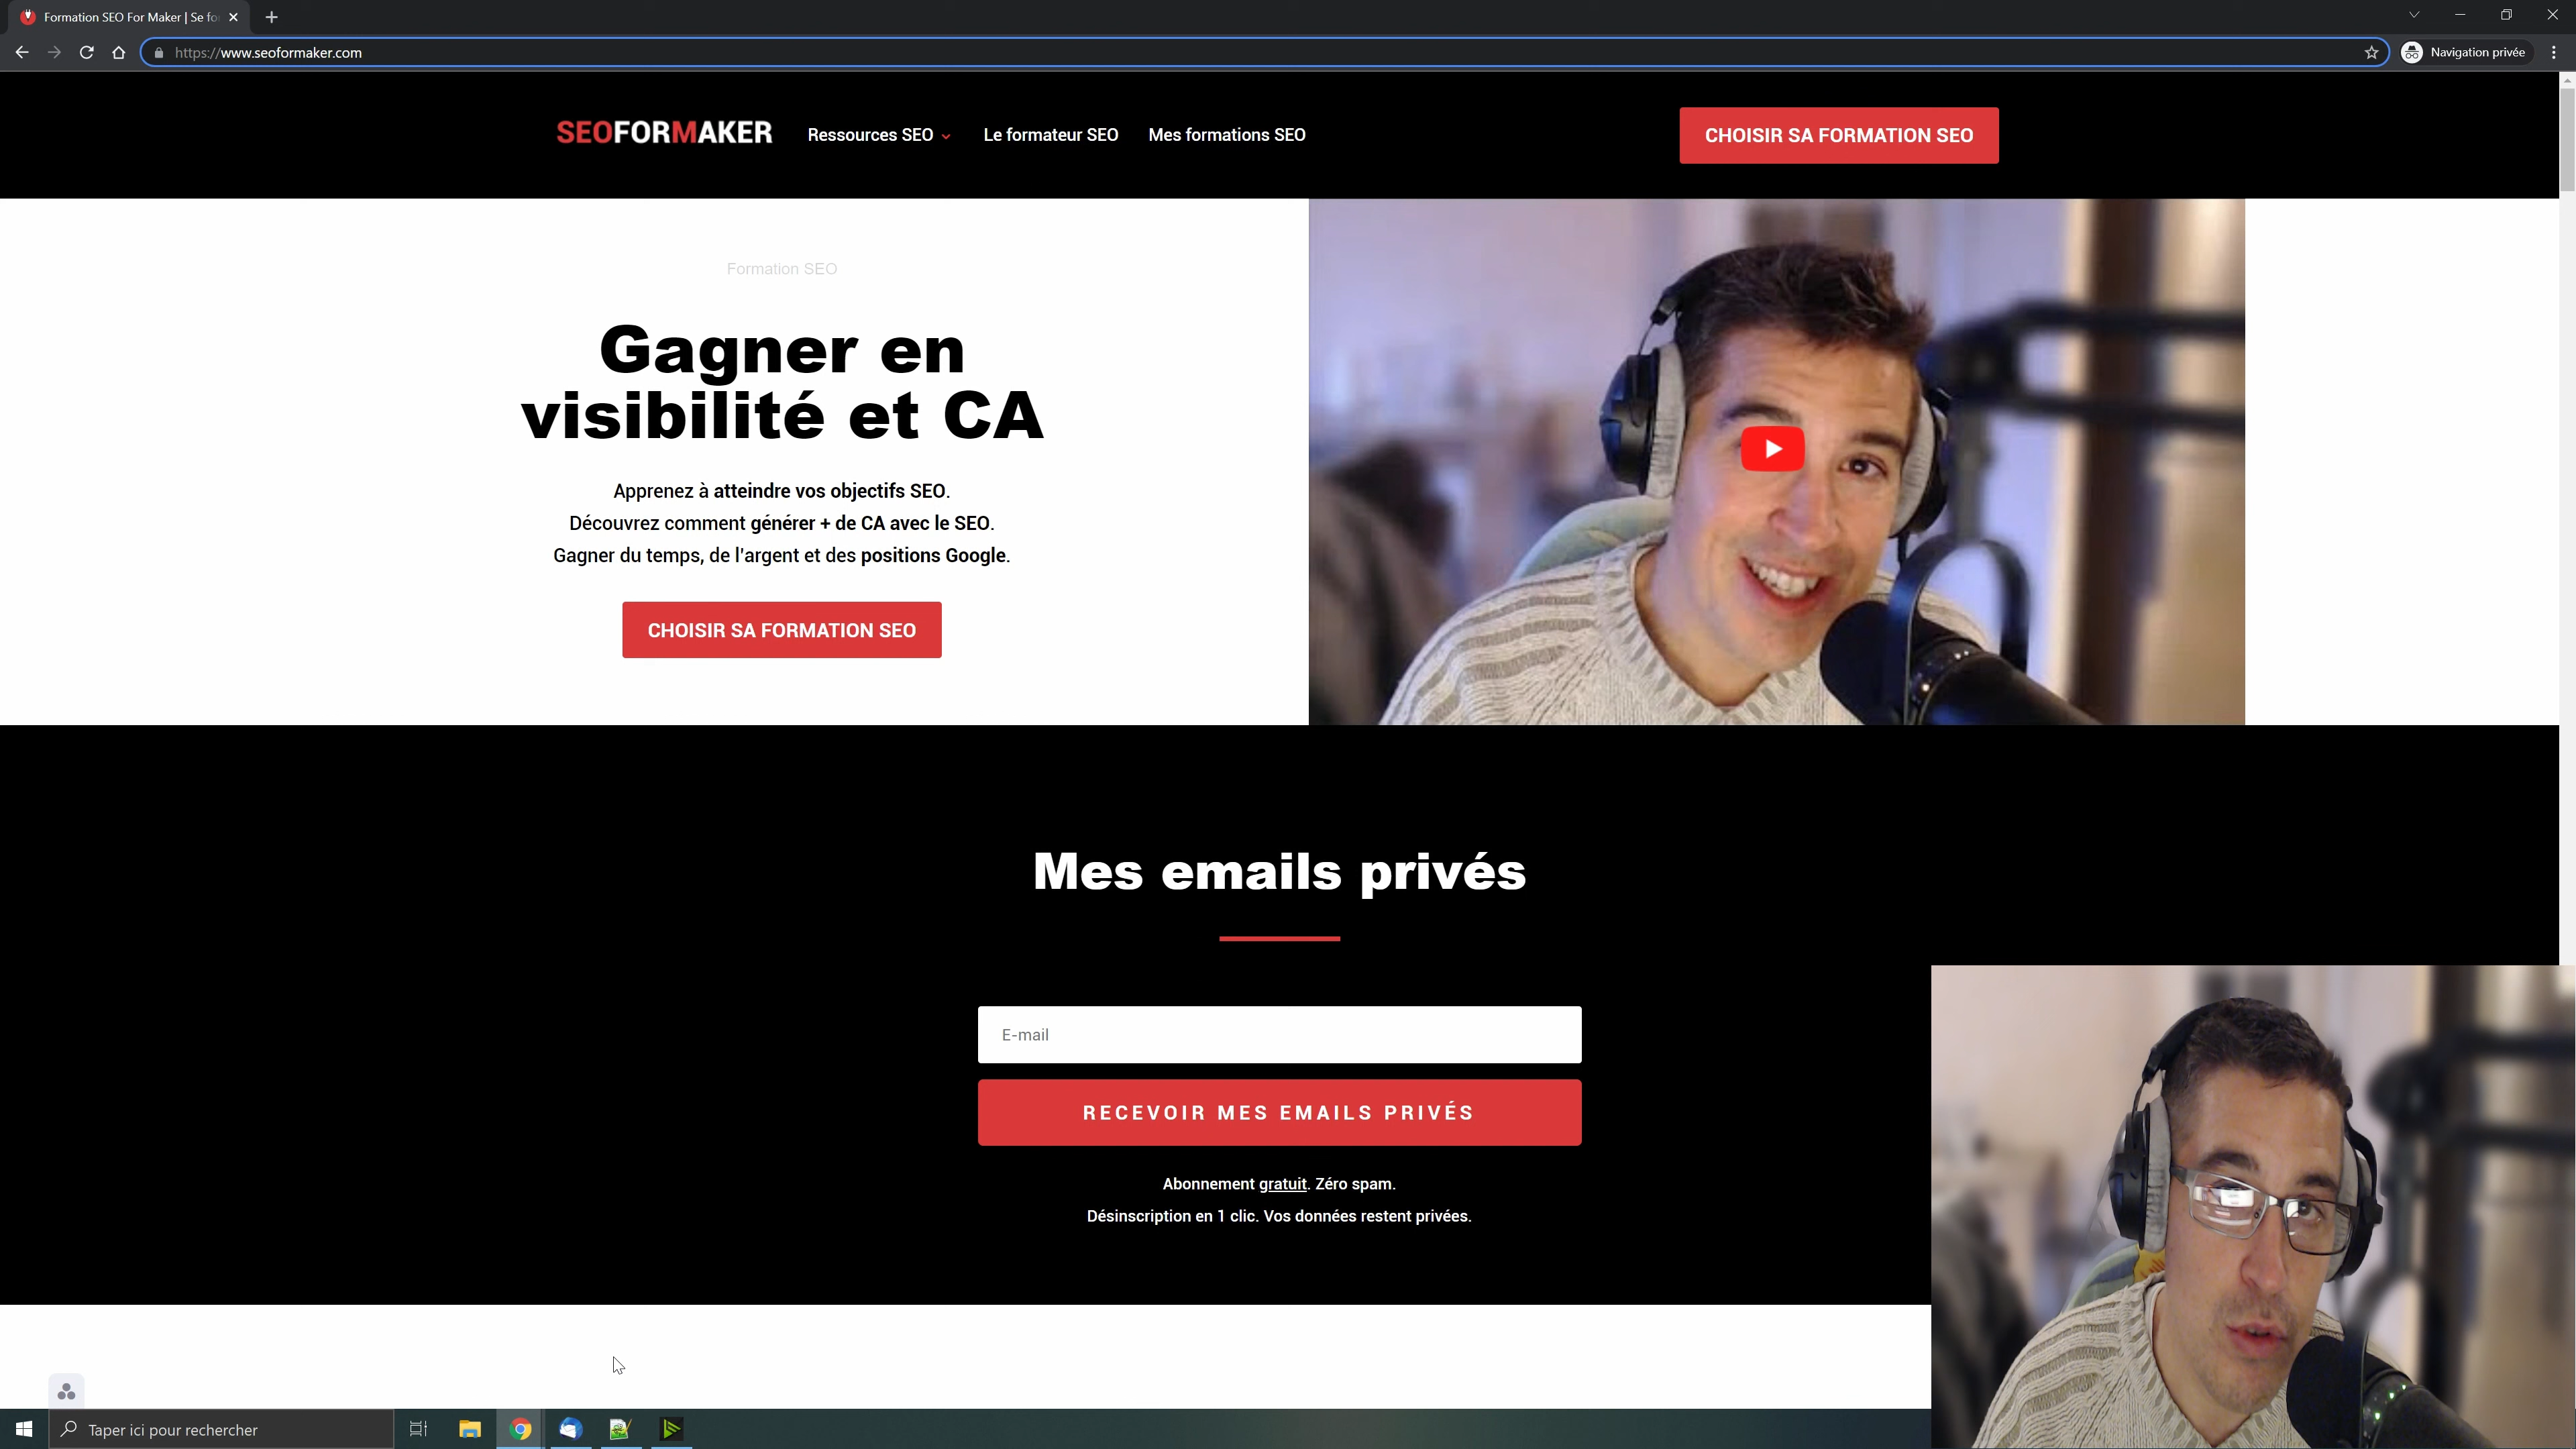 Formation SEO For Maker | Se fo
https://www.seoformaker.com
Navigation privée
SEOFORMAKER
Ressources SEO
Le formateur SEO
Mes formations SEO
CHOISIR SA FORMATION SEO
Formation SEO
Gagner en
visibilité et CA
Apprenez à atteindre vos objectifs SEO.
Découvrez comment générer + de CA avec le SEO.
Gagner du temps, de l'argent et des positions Google.
CHOISIR SA FORMATION SEO
Mes emails privés
E-mail
RECEVOIR MES EMAILS PRIVÉS
Abonnement gratuit. Zéro spam.
Désinscription en 1 clic. Vos données restent privées.
Taper ici pour rechercher